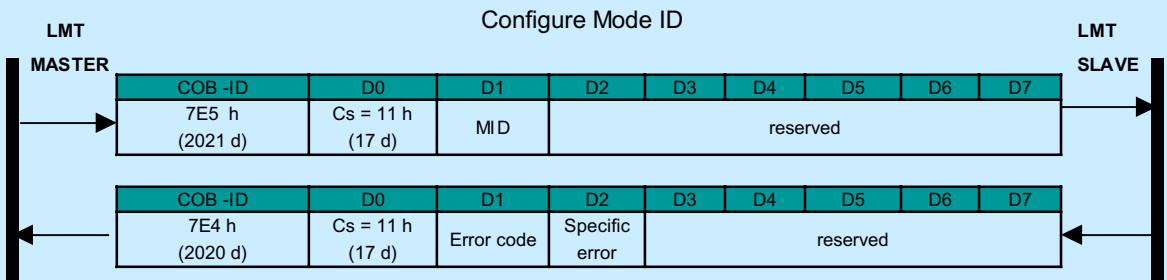 Configure Mode ID
LMT
MASTER
LMT
SLAVE
COB -ID D0 D1 D2 D3 D4 D5 D6 D7
7E5 h
(2021 d)
Cs = 11 h
(17 d)
MID
reserved
COB -ID D0 D1 D2 D3 D4 D5 D6 D7
7E4 h
(2020 d)
Cs = 11 h
(17 d)
Error code
Specific
error
reserved